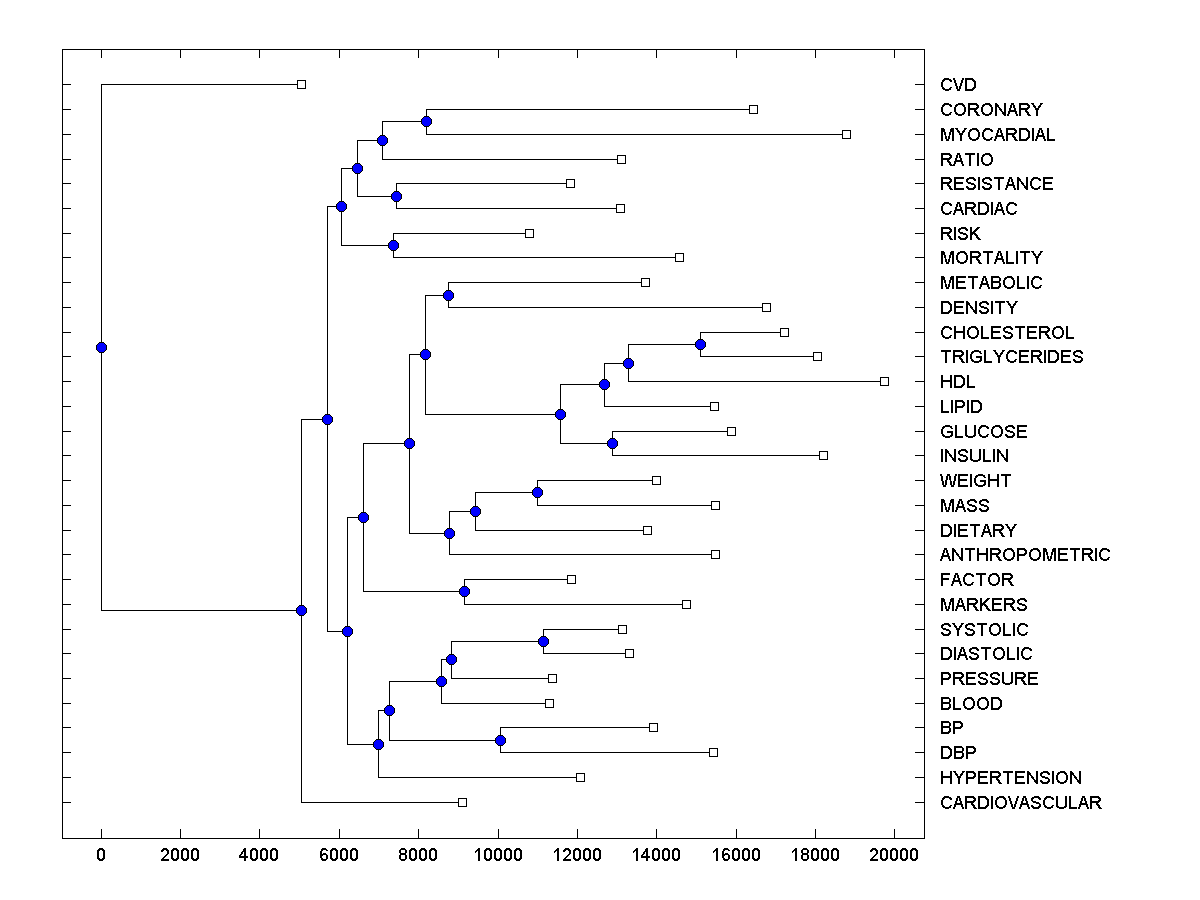 CVD
CORONARY
MYOCARDIAL
RATIO
RESISTANCE
CARDIAC
RISK
MORTALITY
METABOLIC
DENSITY
CHOLESTEROL
TRIGLYCERIDES
HDL
LIPID
GLUCOSE
INSULIN
WEIGHT
MASS
DIETARY
ANTHROPOMETRIC
FACTOR
MARKERS
SYSTOLIC
DIASTOLIC
PRESSURE
BLOOD
BP
DBP
HYPERTENSION
CARDIOVASCULAR
0 2000 4000 6000 8000 10000 12000 14000 16000 18000 20000